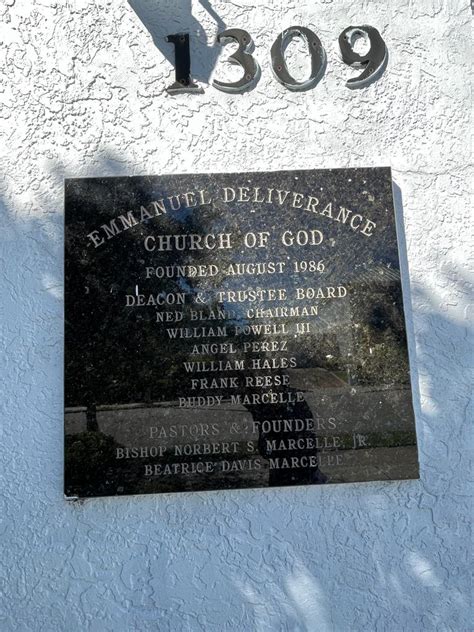 1309
EMMANUEL DELIVERANCE
CHURCH OF GOD
FOUNDED AUGUST 1986
DEACON & TRUSTEE BOARD
NED BLAND, CHAIRMAN
WILLIAM POWELL III
ANGEL PEREZ
WILLIAM HALES
FRANK REESE
BUDDY MARCELLE
PASTORS & FOUNDERS
BISHOP NORBERT S. MARCELLE, JR.
BEATRICE DAVIS MARCELLE